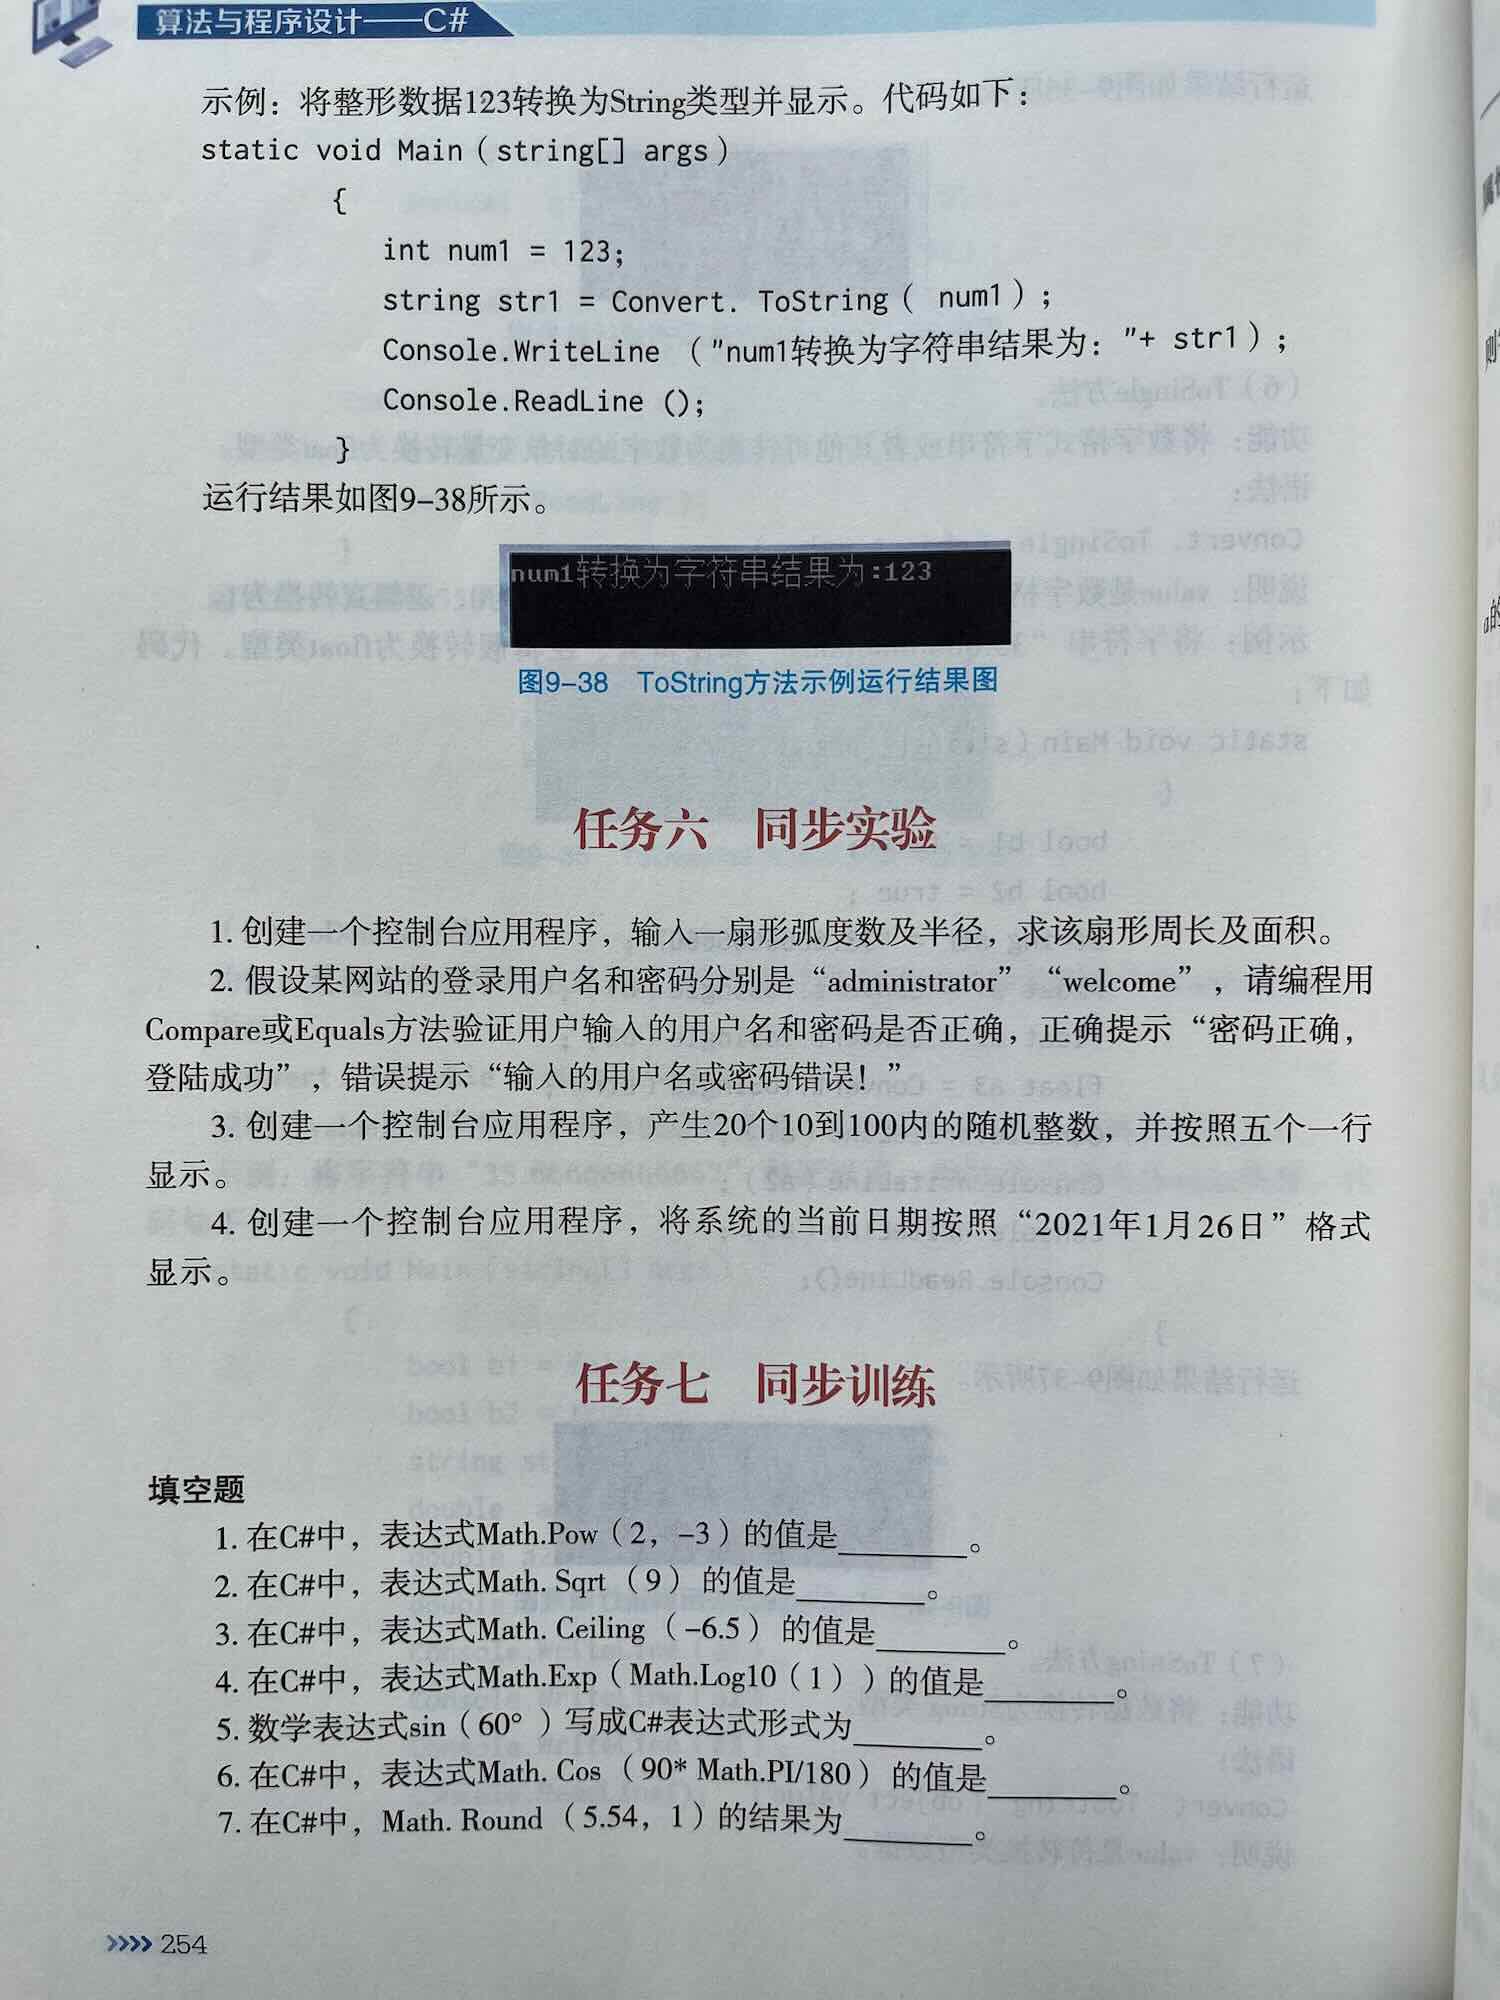 算法与程序设计——C#
示例：将整形数据123转换为String类型并显示。代码如下：
static void Main（string[] args）
{
int num1 = 123;
string str1 = Convert. ToString（ num1）;
Console.WriteLine （"num1转换为字符串结果为："+ str1）;
Console.ReadLine ();
}
运行结果如图9-38所示。
num1转换为字符串结果为:123
图9-38 ToString方法示例运行结果图
任务六 同步实验
1. 创建一个控制台应用程序，输入一扇形弧度数及半径，求该扇形周长及面积。
2. 假设某网站的登录用户名和密码分别是“administrator”“welcome”，请编程用
Compare或Equals方法验证用户输入的用户名和密码是否正确，正确提示“密码正确，
登陆成功”，错误提示“输入的用户名或密码错误！”
3. 创建一个控制台应用程序，产生20个10到100内的随机整数，并按照五个一行
显示。
4. 创建一个控制台应用程序，将系统的当前日期按照“2021年1月26日”格式
显示。
任务七 同步训练
填空题
1. 在C#中，表达式Math.Pow（2，-3）的值是________。
2. 在C#中，表达式Math. Sqrt （9） 的值是________。
3. 在C#中，表达式Math. Ceiling （-6.5） 的值是________。
4. 在C#中，表达式Math.Exp（Math.Log10（1））的值是________。
5. 数学表达式sin（60°）写成C#表达式形式为________。
6. 在C#中，表达式Math. Cos （90* Math.PI/180） 的值是________。
7. 在C#中，Math. Round （5.54，1）的结果为________。
>>>> 254